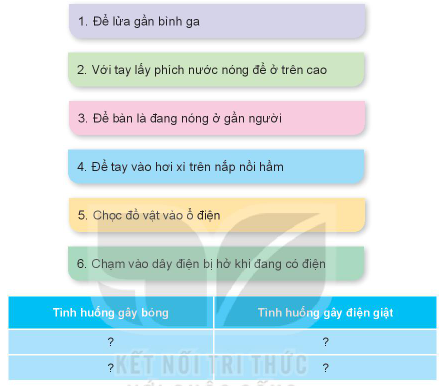 1. Để lửa gần bình ga
2. Với tay lấy phích nước nóng để ở trên cao
3. Để bàn là đang nóng ở gần người
4. Để tay vào hơi xì trên nắp nồi hầm
5. Chọc đồ vật vào ổ điện
6. Chạm vào dây điện bị hở khi đang có điện
Tình huống gây bỏng Tình huống gây điện giật
? ?
? ?
KẾT NỐI TRI THỨC